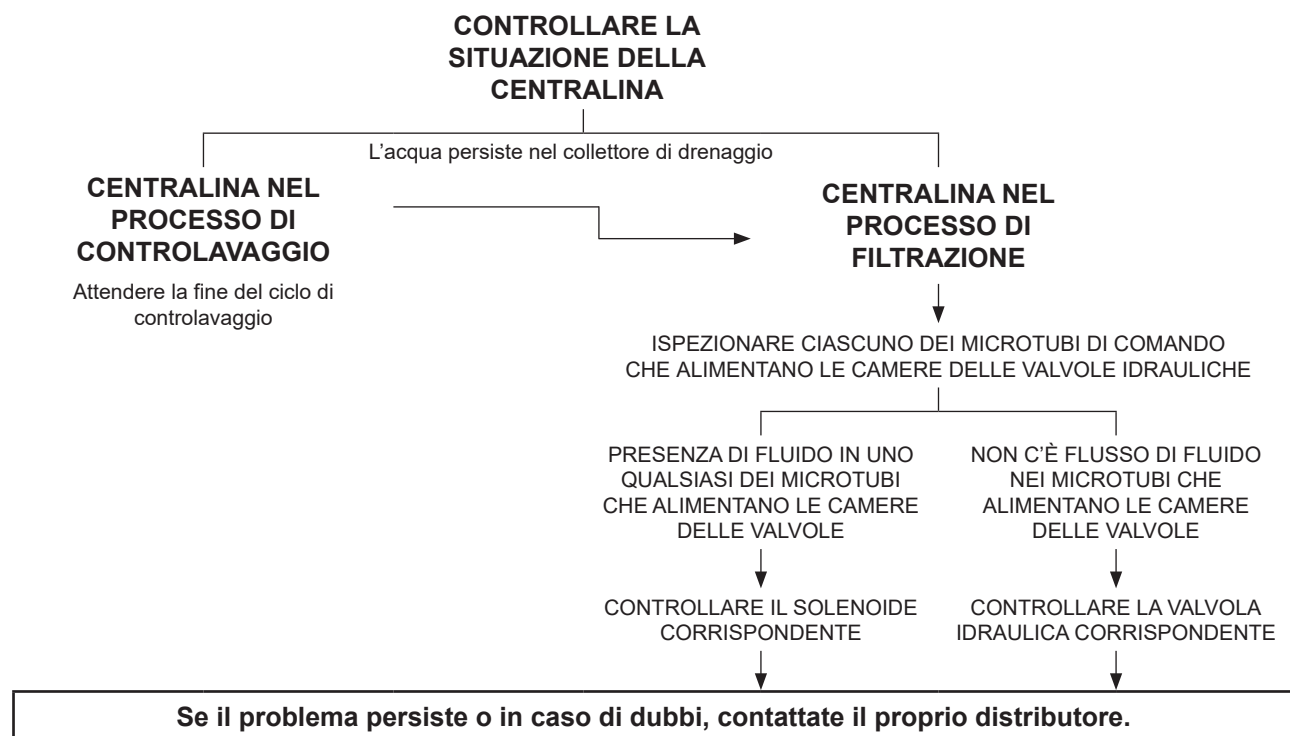 CONTROLLARE LA
SITUAZIONE DELLA
CENTRALINA
L’acqua persiste nel collettore di drenaggio
CENTRALINA NEL
PROCESSO DI
CONTROLAVAGGIO
Attendere la fine del ciclo di
controlavaggio
CENTRALINA NEL
PROCESSO DI
FILTRAZIONE
ISPEZIONARE CIASCUNO DEI MICROTUBI DI COMANDO
CHE ALIMENTANO LE CAMERE DELLE VALVOLE IDRAULICHE
PRESENZA DI FLUIDO IN UNO
QUALSIASI DEI MICROTUBI
CHE ALIMENTANO LE CAMERE
DELLE VALVOLE
NON C’È FLUSSO DI FLUIDO
NEI MICROTUBI CHE
ALIMENTANO LE CAMERE
DELLE VALVOLE
CONTROLLARE IL SOLENOIDE
CORRISPONDENTE
CONTROLLARE LA VALVOLA
IDRAULICA CORRISPONDENTE
Se il problema persiste o in caso di dubbi, contattate il proprio distributore.